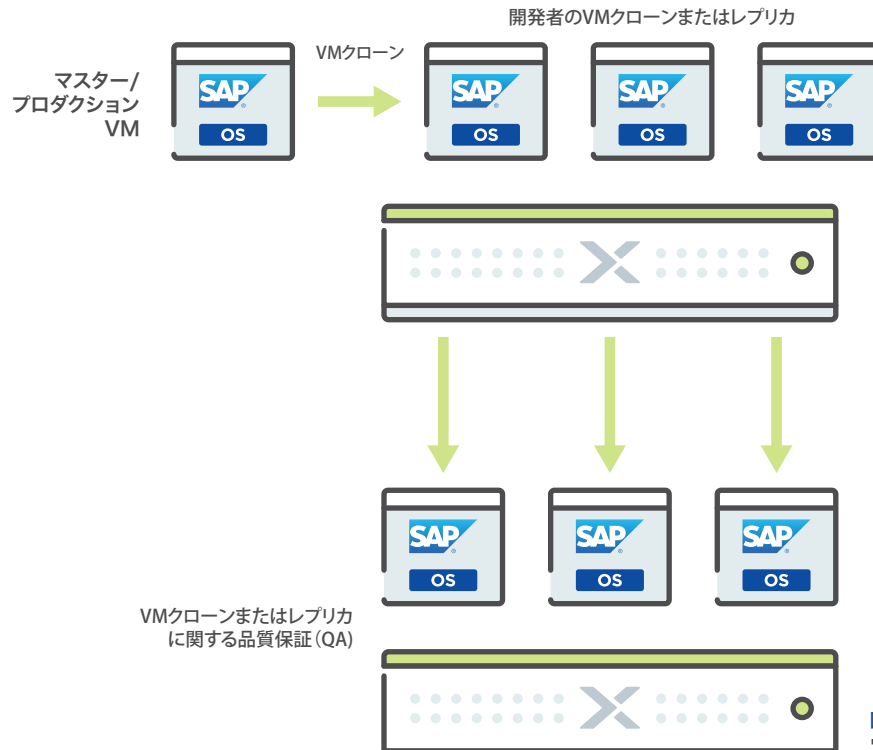 開発者のVMクローンまたはレプリカ
VMクローン
マスター/
プロダクション
VM
SAP
OS
SAP
OS
SAP
OS
SAP
OS
SAP
OS
SAP
OS
SAP
OS
VMクローンまたはレプリカ
に関する品質保証(QA)